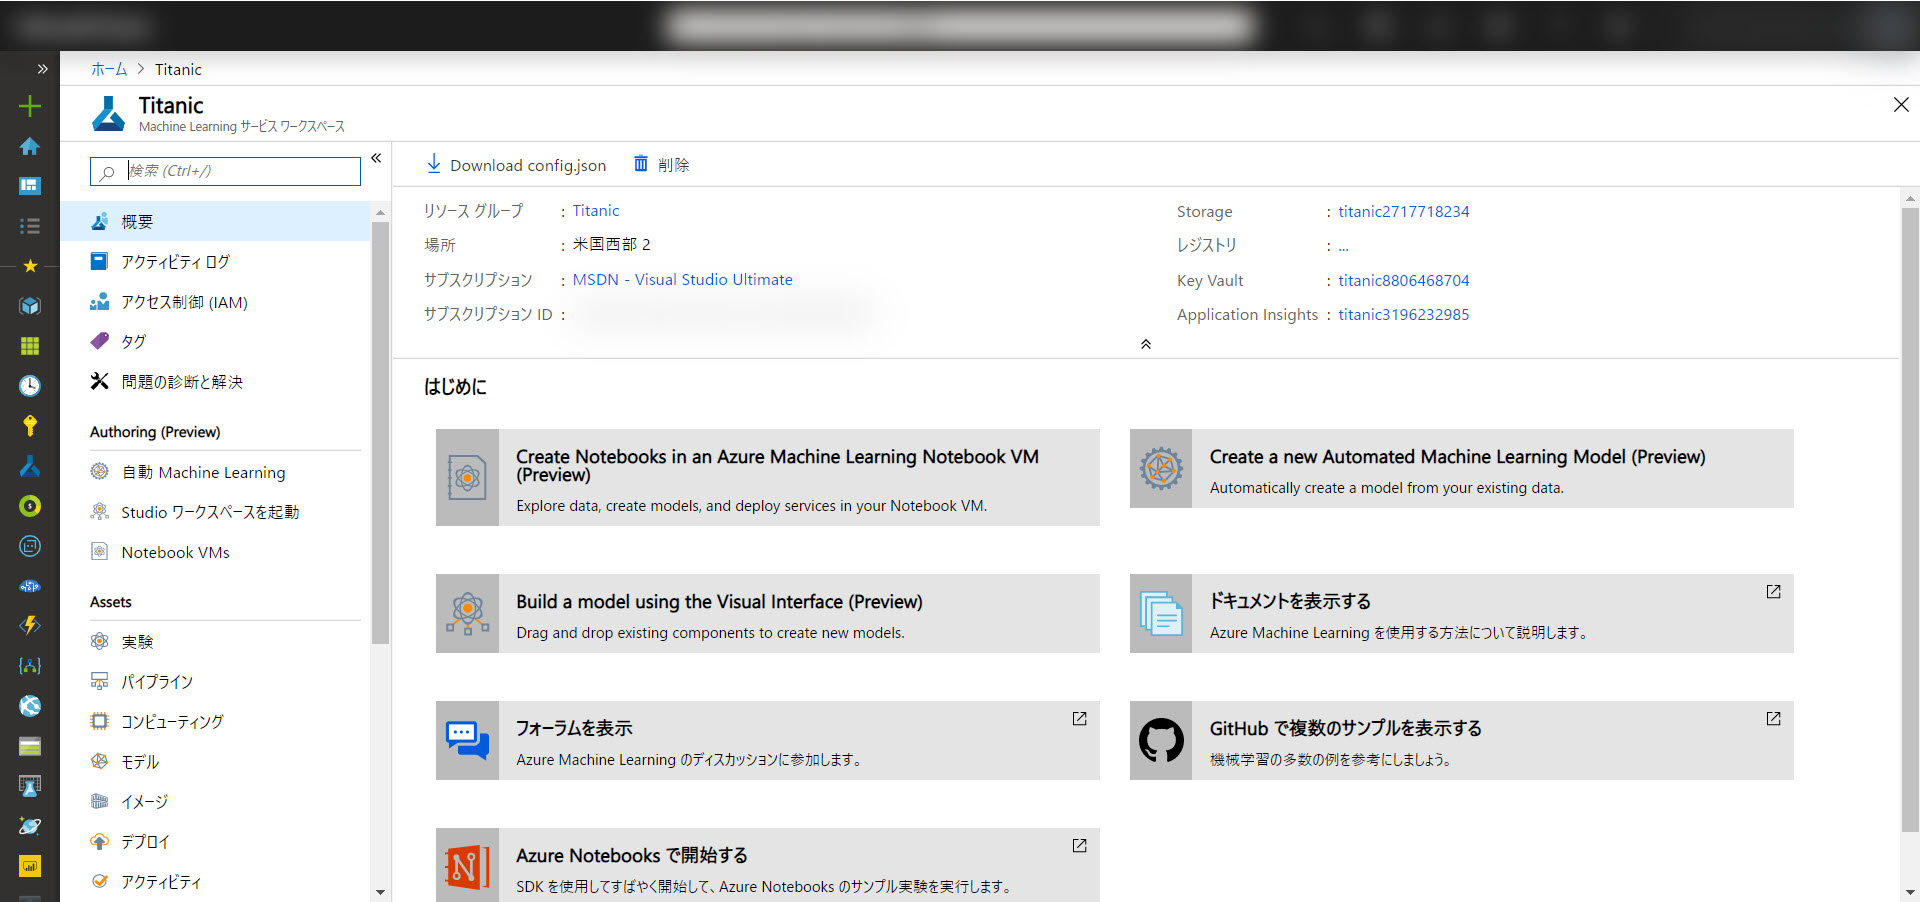 ホーム > Titanic
Titanic
Machine Learning サービス ワークスペース
検索 (Ctrl+/)
概要
アクティビティ ログ
アクセス制御 (IAM)
タグ
問題の診断と解決
Authoring (Preview)
自動 Machine Learning
Studio ワークスペースを起動
Notebook VMs
Assets
実験
パイプライン
コンピューティング
モデル
イメージ
デプロイ
アクティビティ
Download config.json 削除
リソース グループ : Titanic
場所 : 米国西部 2
サブスクリプション : MSDN - Visual Studio Ultimate
サブスクリプション ID :
Storage : titanic2717718234
レジストリ : ...
Key Vault : titanic8806468704
Application Insights : titanic3196232985
はじめに
Create Notebooks in an Azure Machine Learning Notebook VM
(Preview)
Explore data, create models, and deploy services in your Notebook VM.
Create a new Automated Machine Learning Model (Preview)
Automatically create a model from your existing data.
Build a model using the Visual Interface (Preview)
Drag and drop existing components to create new models.
ドキュメントを表示する
Azure Machine Learning を使用する方法について説明します。
フォーラムを表示
Azure Machine Learning のディスカッションに参加します。
GitHub で複数のサンプルを表示する
機械学習の多数の例を参考にしましょう。
Azure Notebooks で開始する
SDK を使用してすばやく開始して、Azure Notebooks のサンプル実験を実行します。